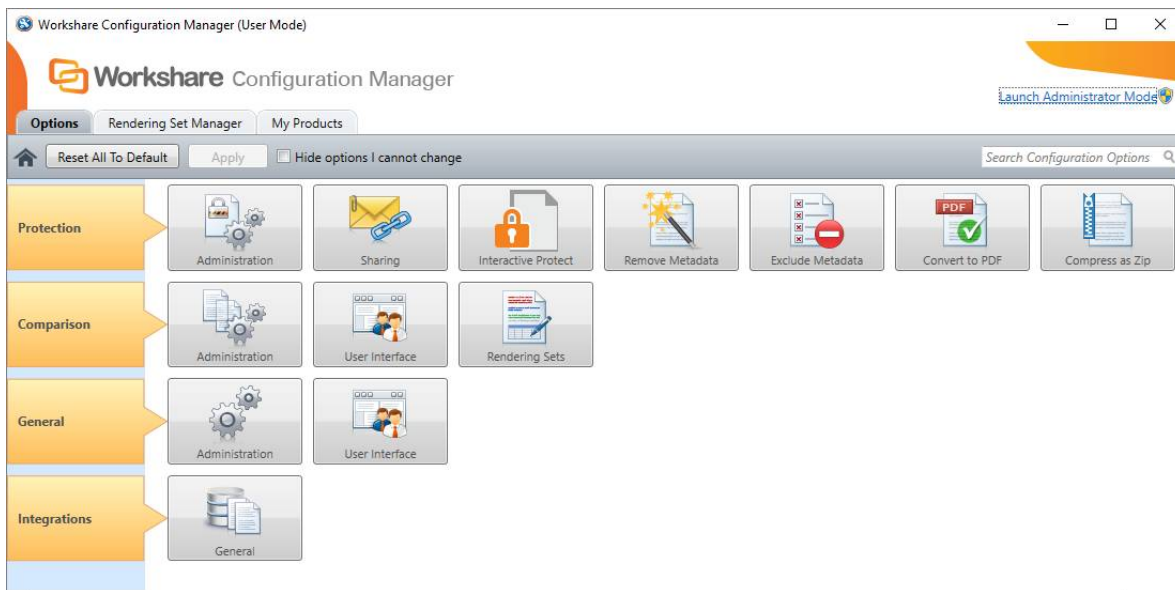 Workshare Configuration Manager (User Mode)
Workshare Configuration Manager
Launch Administrator Mode
Options Rendering Set Manager My Products
Reset All To Default Apply Hide options I cannot change Search Configuration Options
Protection
Administration Sharing Interactive Protect Remove Metadata Exclude Metadata Convert to PDF Compress as Zip
PDF
Comparison
Administration User Interface Rendering Sets
General
Administration User Interface
Integrations
General